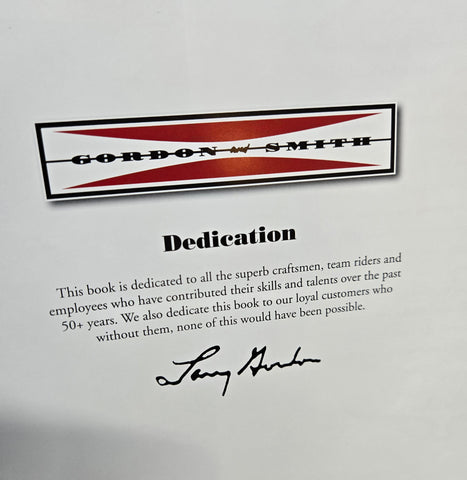 GORDON and SMITH
Dedication
This book is dedicated to all the superb craftsmen, team riders and
employees who have contributed their skills and talents over the past
50+ years. We also dedicate this book to our loyal customers who
without them, none of this would have been possible.
Larry Gordon